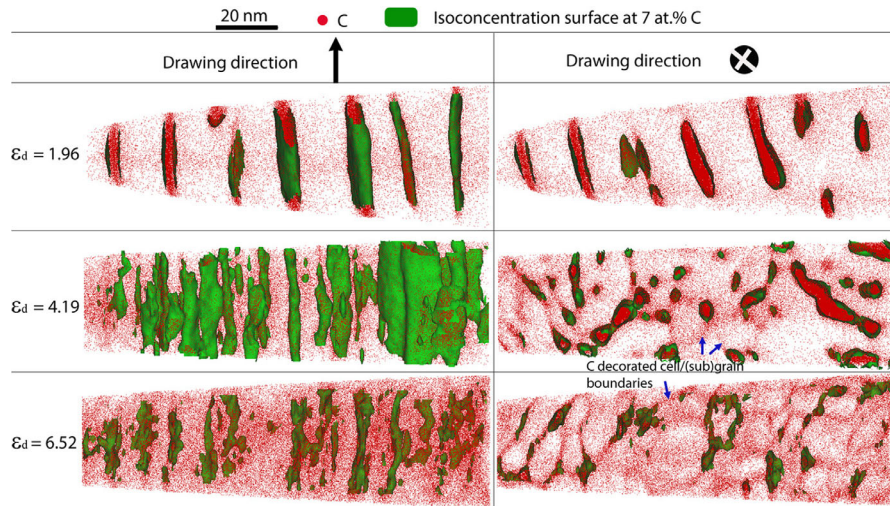 20 nm
C
Isoconcentration surface at 7 at.% C
Drawing direction
Drawing direction
εd = 1.96
εd = 4.19
C decorated cell/(sub)grain
boundaries
εd = 6.52